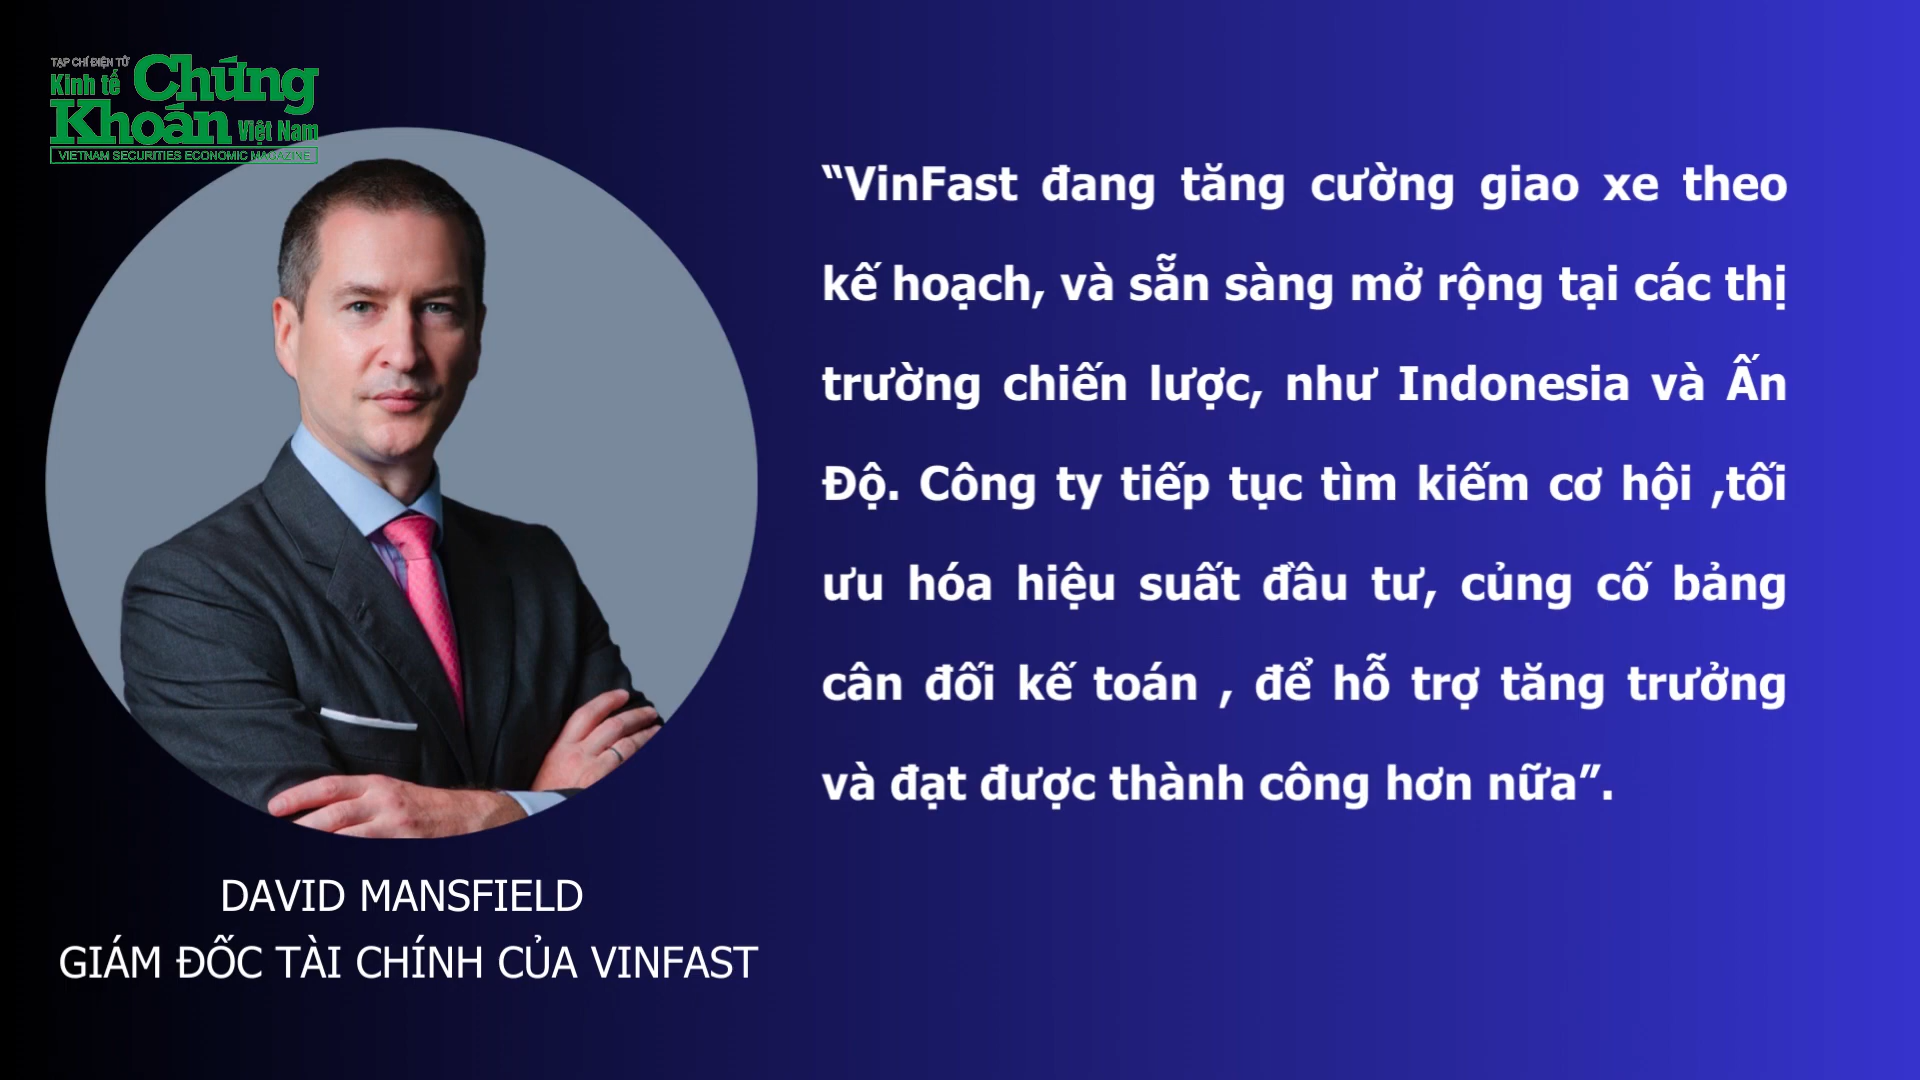 TẠP CHÍ ĐIỆN TỬ
Kinh tế Chứng
Khoán Việt Nam
VIETNAM SECURITIES ECONOMIC MAGAZINE
“VinFast đang tăng cường giao xe theo
kế hoạch, và sẵn sàng mở rộng tại các thị
trường chiến lược, như Indonesia và Ấn
Độ. Công ty tiếp tục tìm kiếm cơ hội ,tối
ưu hóa hiệu suất đầu tư, củng cố bảng
cân đối kế toán , để hỗ trợ tăng trưởng
và đạt được thành công hơn nữa”.
DAVID MANSFIELD
GIÁM ĐỐC TÀI CHÍNH CỦA VINFAST